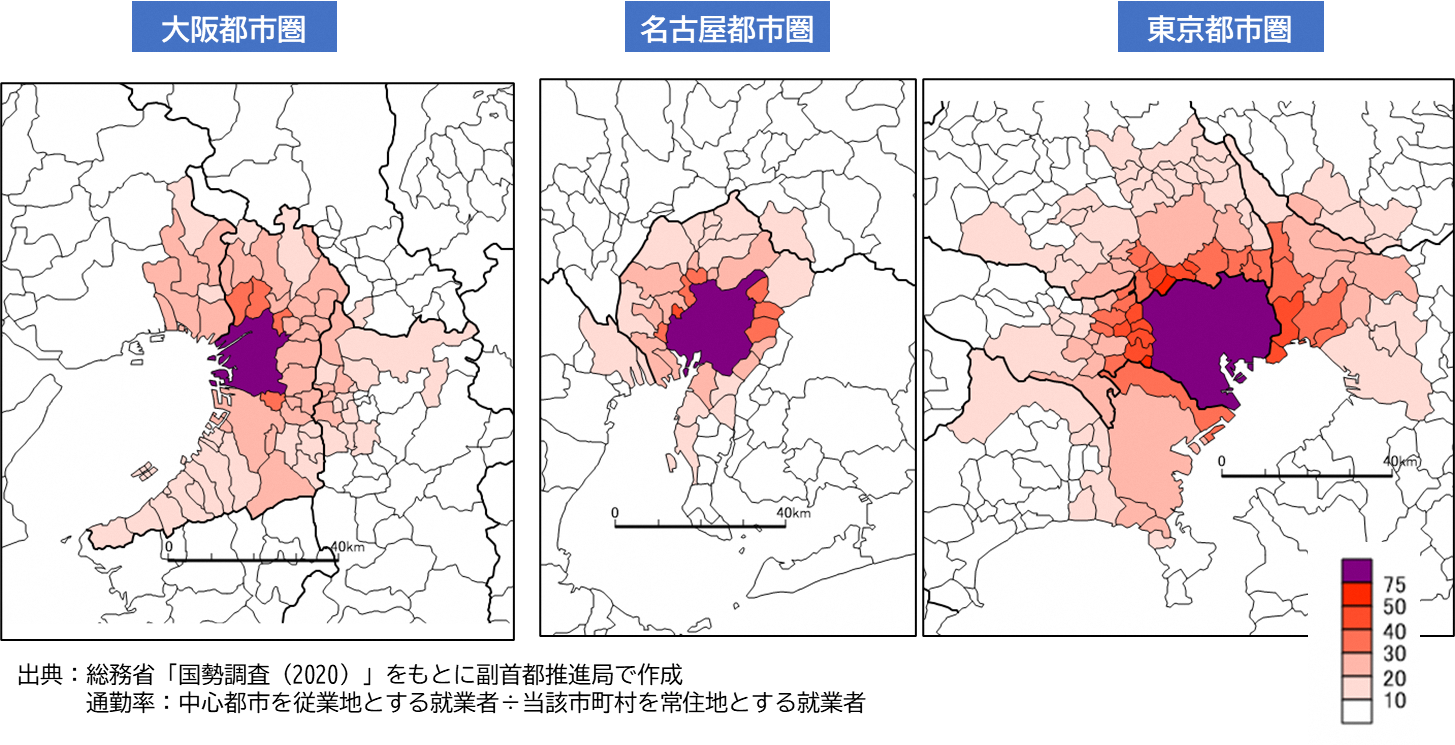 大阪都市圏
名古屋都市圏
東京都市圏
0 40km
0 40km
0 40km
75
50
40
30
20
10
出典：総務省「国勢調査（2020）」をもとに副首都推進局で作成
通勤率：中心都市を従業地とする就業者÷当該市町村を常住地とする就業者